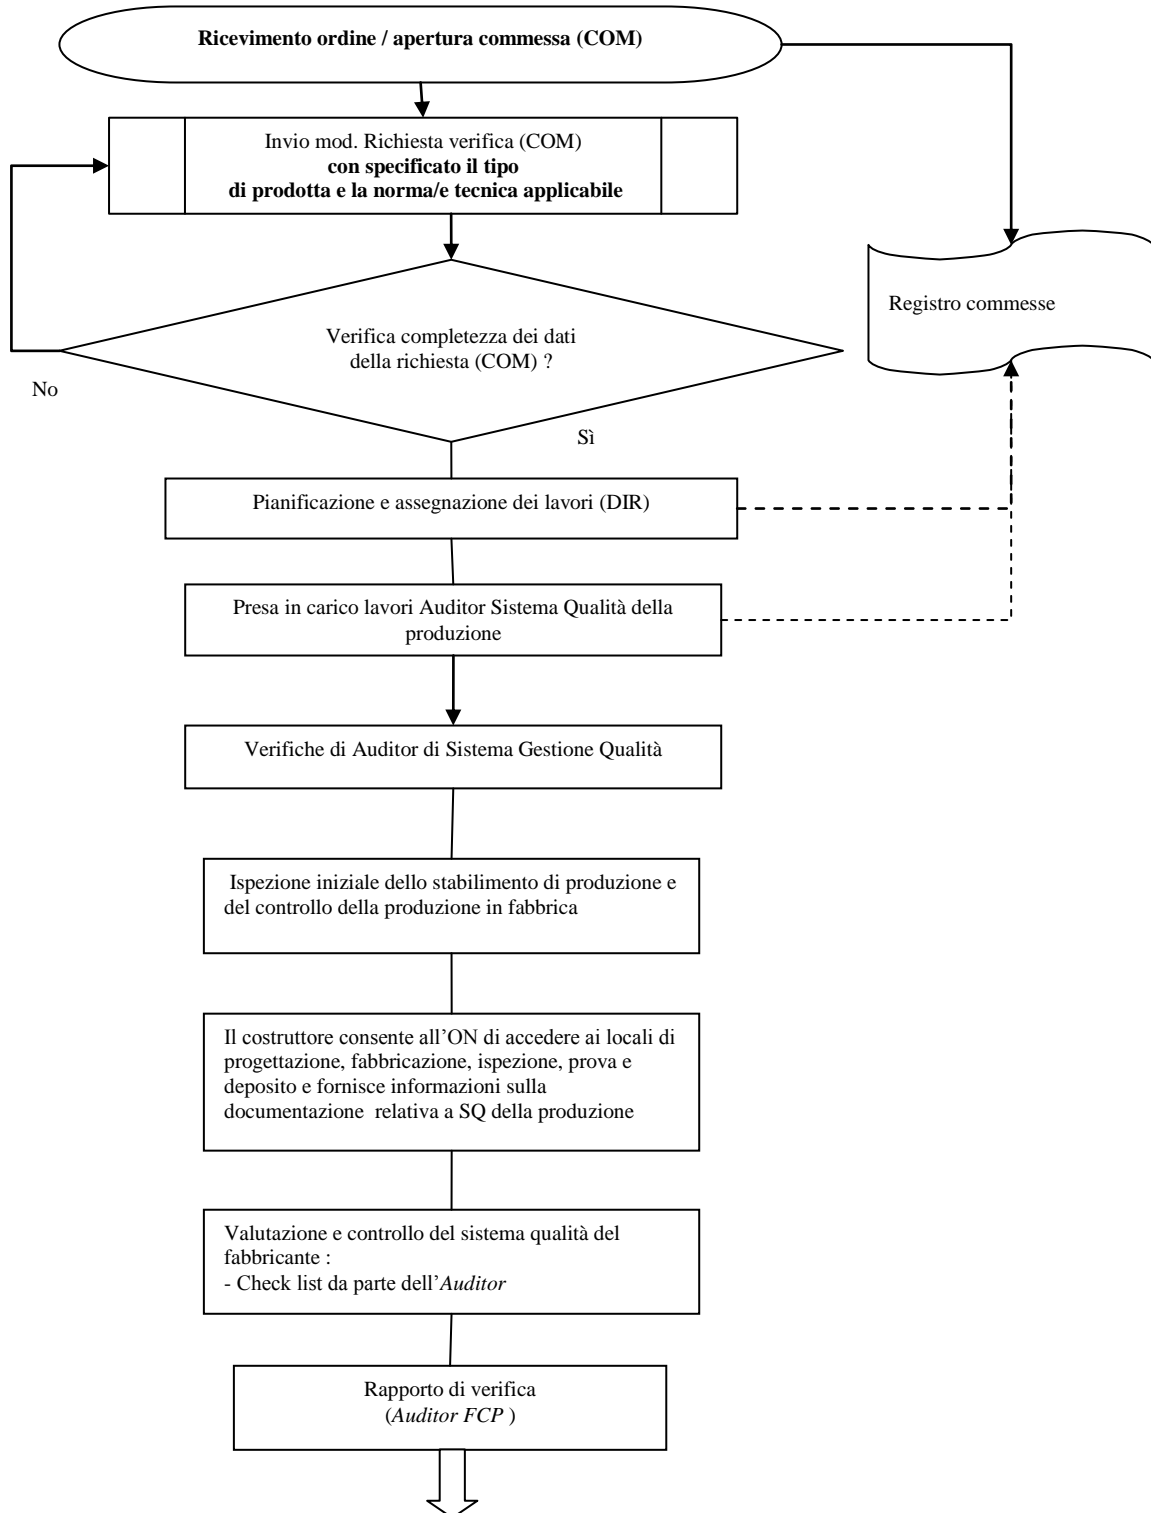 Ricevimento ordine / apertura commessa (COM)
Invio mod. Richiesta verifica (COM)
con specificato il tipo
di prodotta e la norma/e tecnica applicabile
Registro commesse
Verifica completezza dei dati
della richiesta (COM) ?
No
Sì
Pianificazione e assegnazione dei lavori (DIR)
Presa in carico lavori Auditor Sistema Qualità della
produzione
Verifiche di Auditor di Sistema Gestione Qualità
Ispezione iniziale dello stabilimento di produzione e
del controllo della produzione in fabbrica
Il costruttore consente all’ON di accedere ai locali di
progettazione, fabbricazione, ispezione, prova e
deposito e fornisce informazioni sulla
documentazione relativa a SQ della produzione
Valutazione e controllo del sistema qualità del
fabbricante :
- Check list da parte dell’Auditor
Rapporto di verifica
(Auditor FCP )